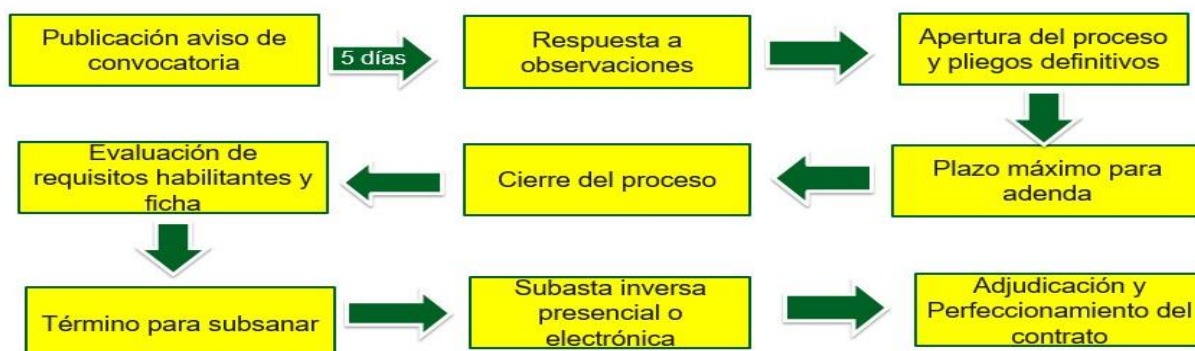 Publicación aviso de
convocatoria
5 días
Respuesta a
observaciones
Apertura del proceso
y pliegos definitivos
Plazo máximo para
adenda
Cierre del proceso
Evaluación de
requisitos habilitantes y
ficha
Término para subsanar
Subasta inversa
presencial o
electrónica
Adjudicación y
Perfeccionamiento del
contrato